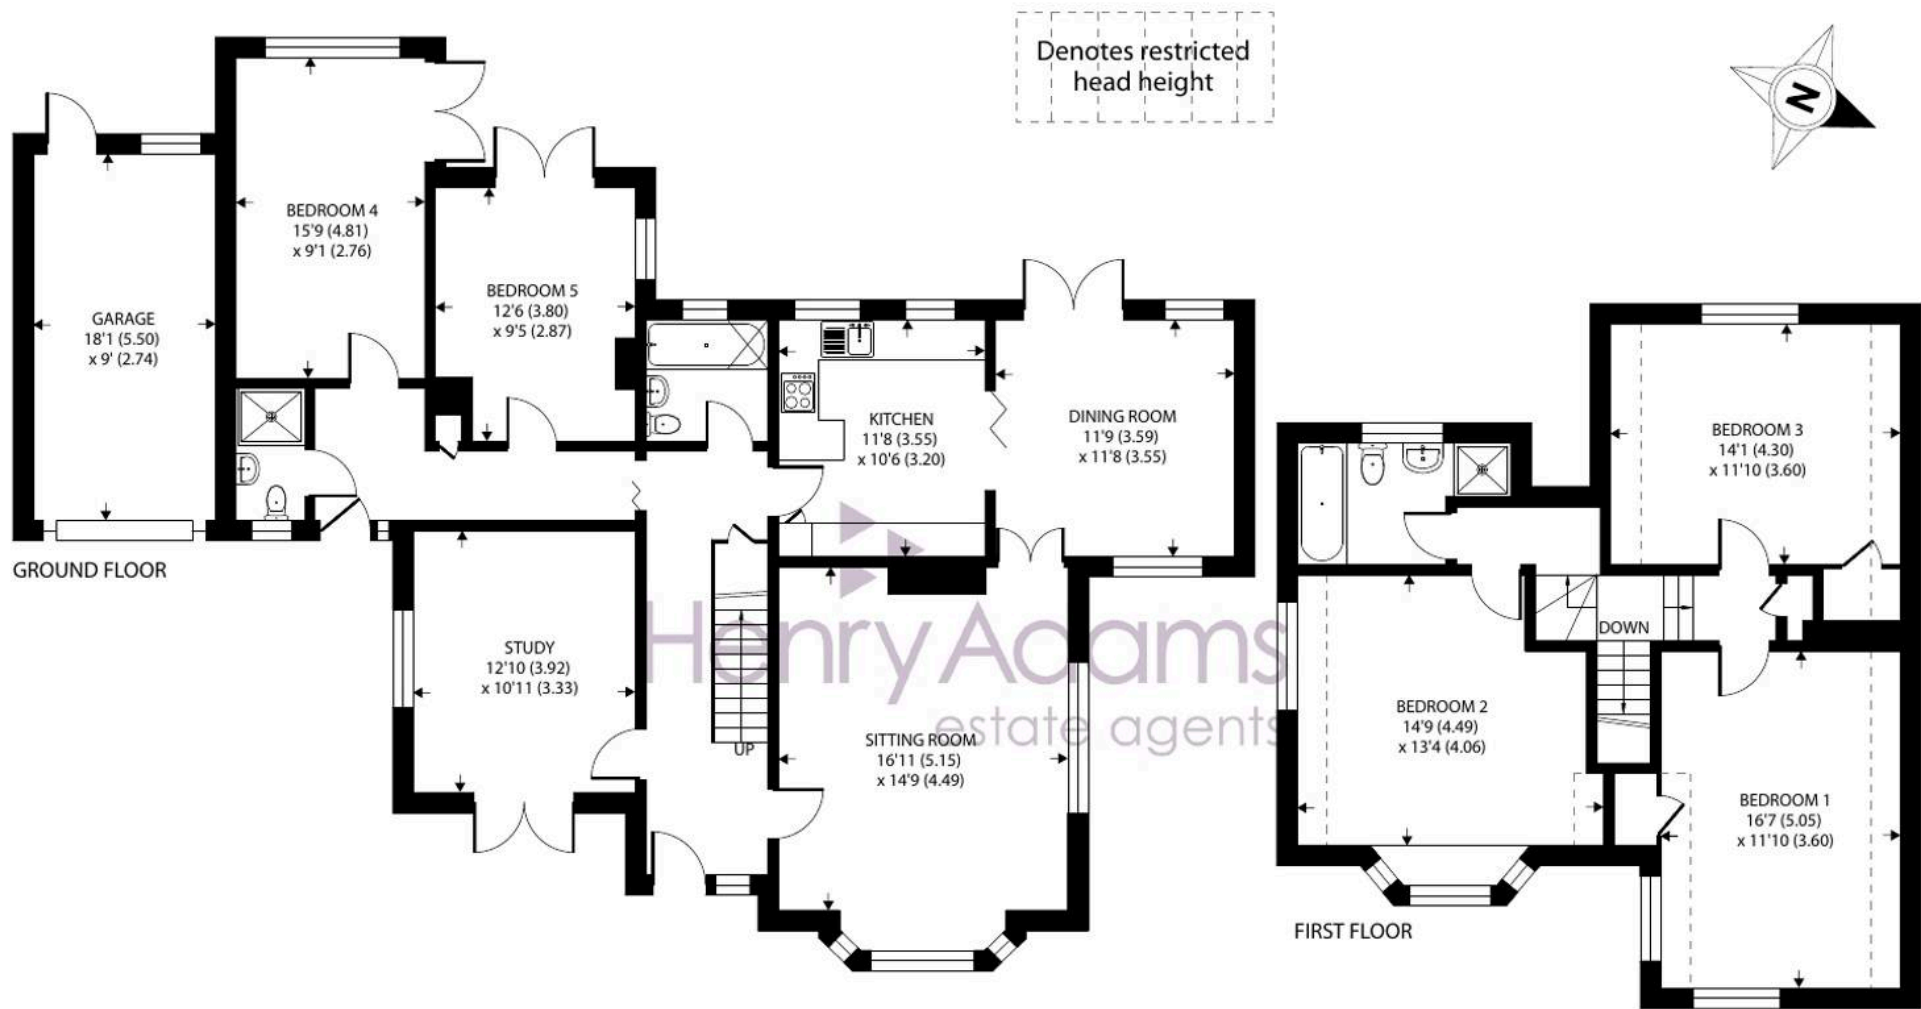 Denotes restricted
head height
N
BEDROOM 4
15'9 (4.81)
x 9'1 (2.76)
BEDROOM 5
12'6 (3.80)
x 9'5 (2.87)
GARAGE
18'1 (5.50)
x 9' (2.74)
KITCHEN
11'8 (3.55)
x 10'6 (3.20)
DINING ROOM
11'9 (3.59)
x 11'8 (3.55)
GROUND FLOOR
STUDY
12'10 (3.92)
x 10'11 (3.33)
UP
SITTING ROOM
16'11 (5.15)
x 14'9 (4.49)
Henry Adams
estate agents
BEDROOM 3
14'1 (4.30)
x 11'10 (3.60)
DOWN
BEDROOM 2
14'9 (4.49)
x 13'4 (4.06)
BEDROOM 1
16'7 (5.05)
x 11'10 (3.60)
FIRST FLOOR